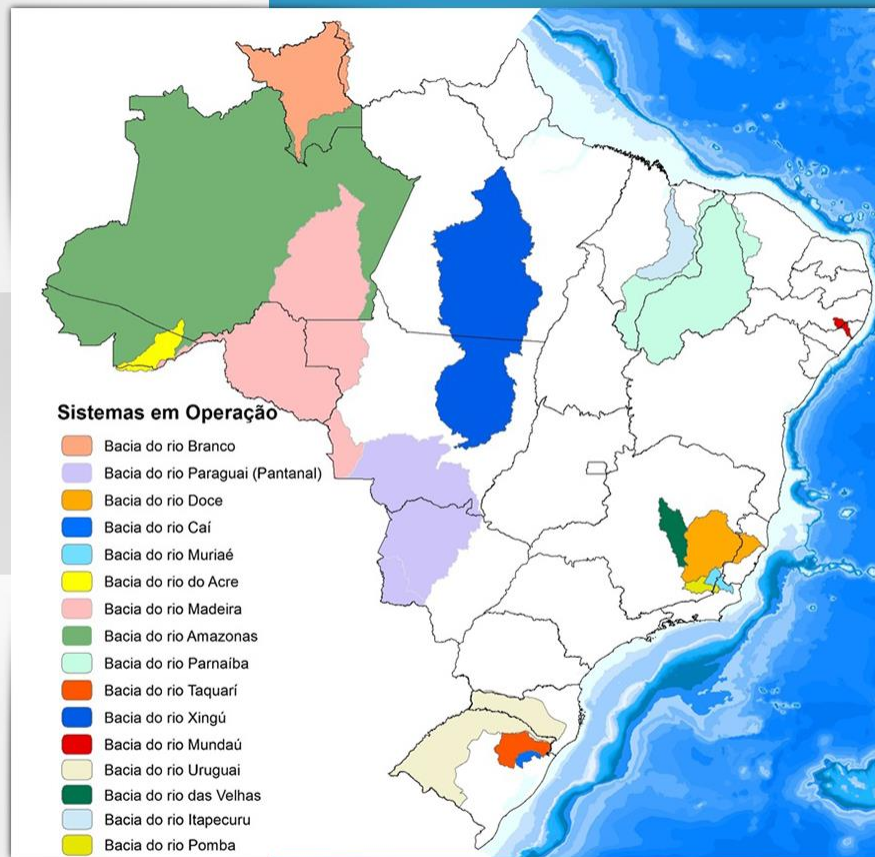 Sistemas em Operação
Bacia do rio Branco
Bacia do rio Paraguai (Pantanal)
Bacia do rio Doce
Bacia do rio Caí
Bacia do rio Muriaé
Bacia do rio do Acre
Bacia do rio Madeira
Bacia do rio Amazonas
Bacia do rio Parnaíba
Bacia do rio Taquarí
Bacia do rio Xingú
Bacia do rio Mundaú
Bacia do rio Uruguai
Bacia do rio das Velhas
Bacia do rio Itapecuru
Bacia do rio Pomba